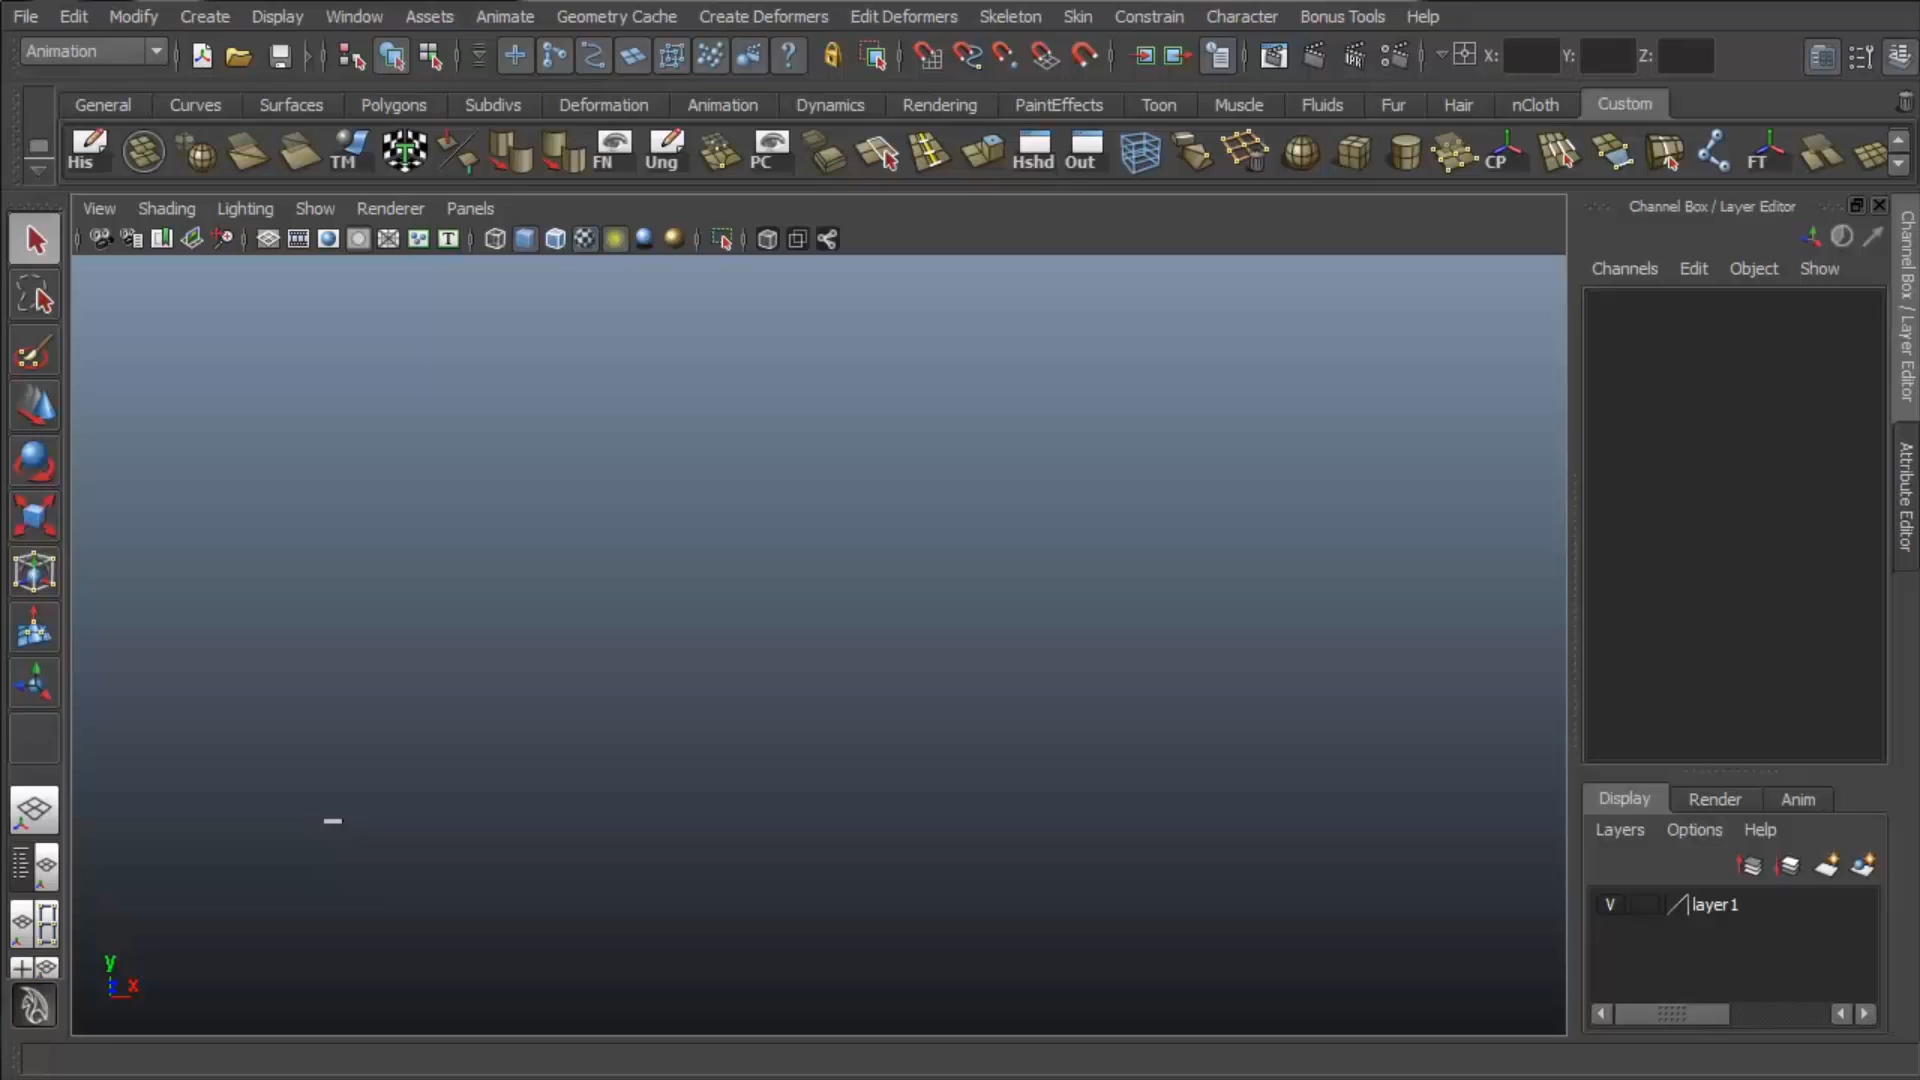 File Edit Modify Create Display Window Assets Animate Geometry Cache Create Deformers Edit Deformers Skeleton Skin Constrain Character Bonus Tools Help
Animation X: Y: Z:
General Curves Surfaces Polygons Subdivs Deformation Animation Dynamics Rendering PaintEffects Toon Muscle Fluids Fur Hair nCloth Custom
His TM FN Ung PC Hshd Out CP FT
View Shading Lighting Show Renderer Panels
Channel Box / Layer Editor
Channels Edit Object Show
Channel Box / Layer Editor
Attribute Editor
Display Render Anim
Layers Options Help
V layer1
y
x